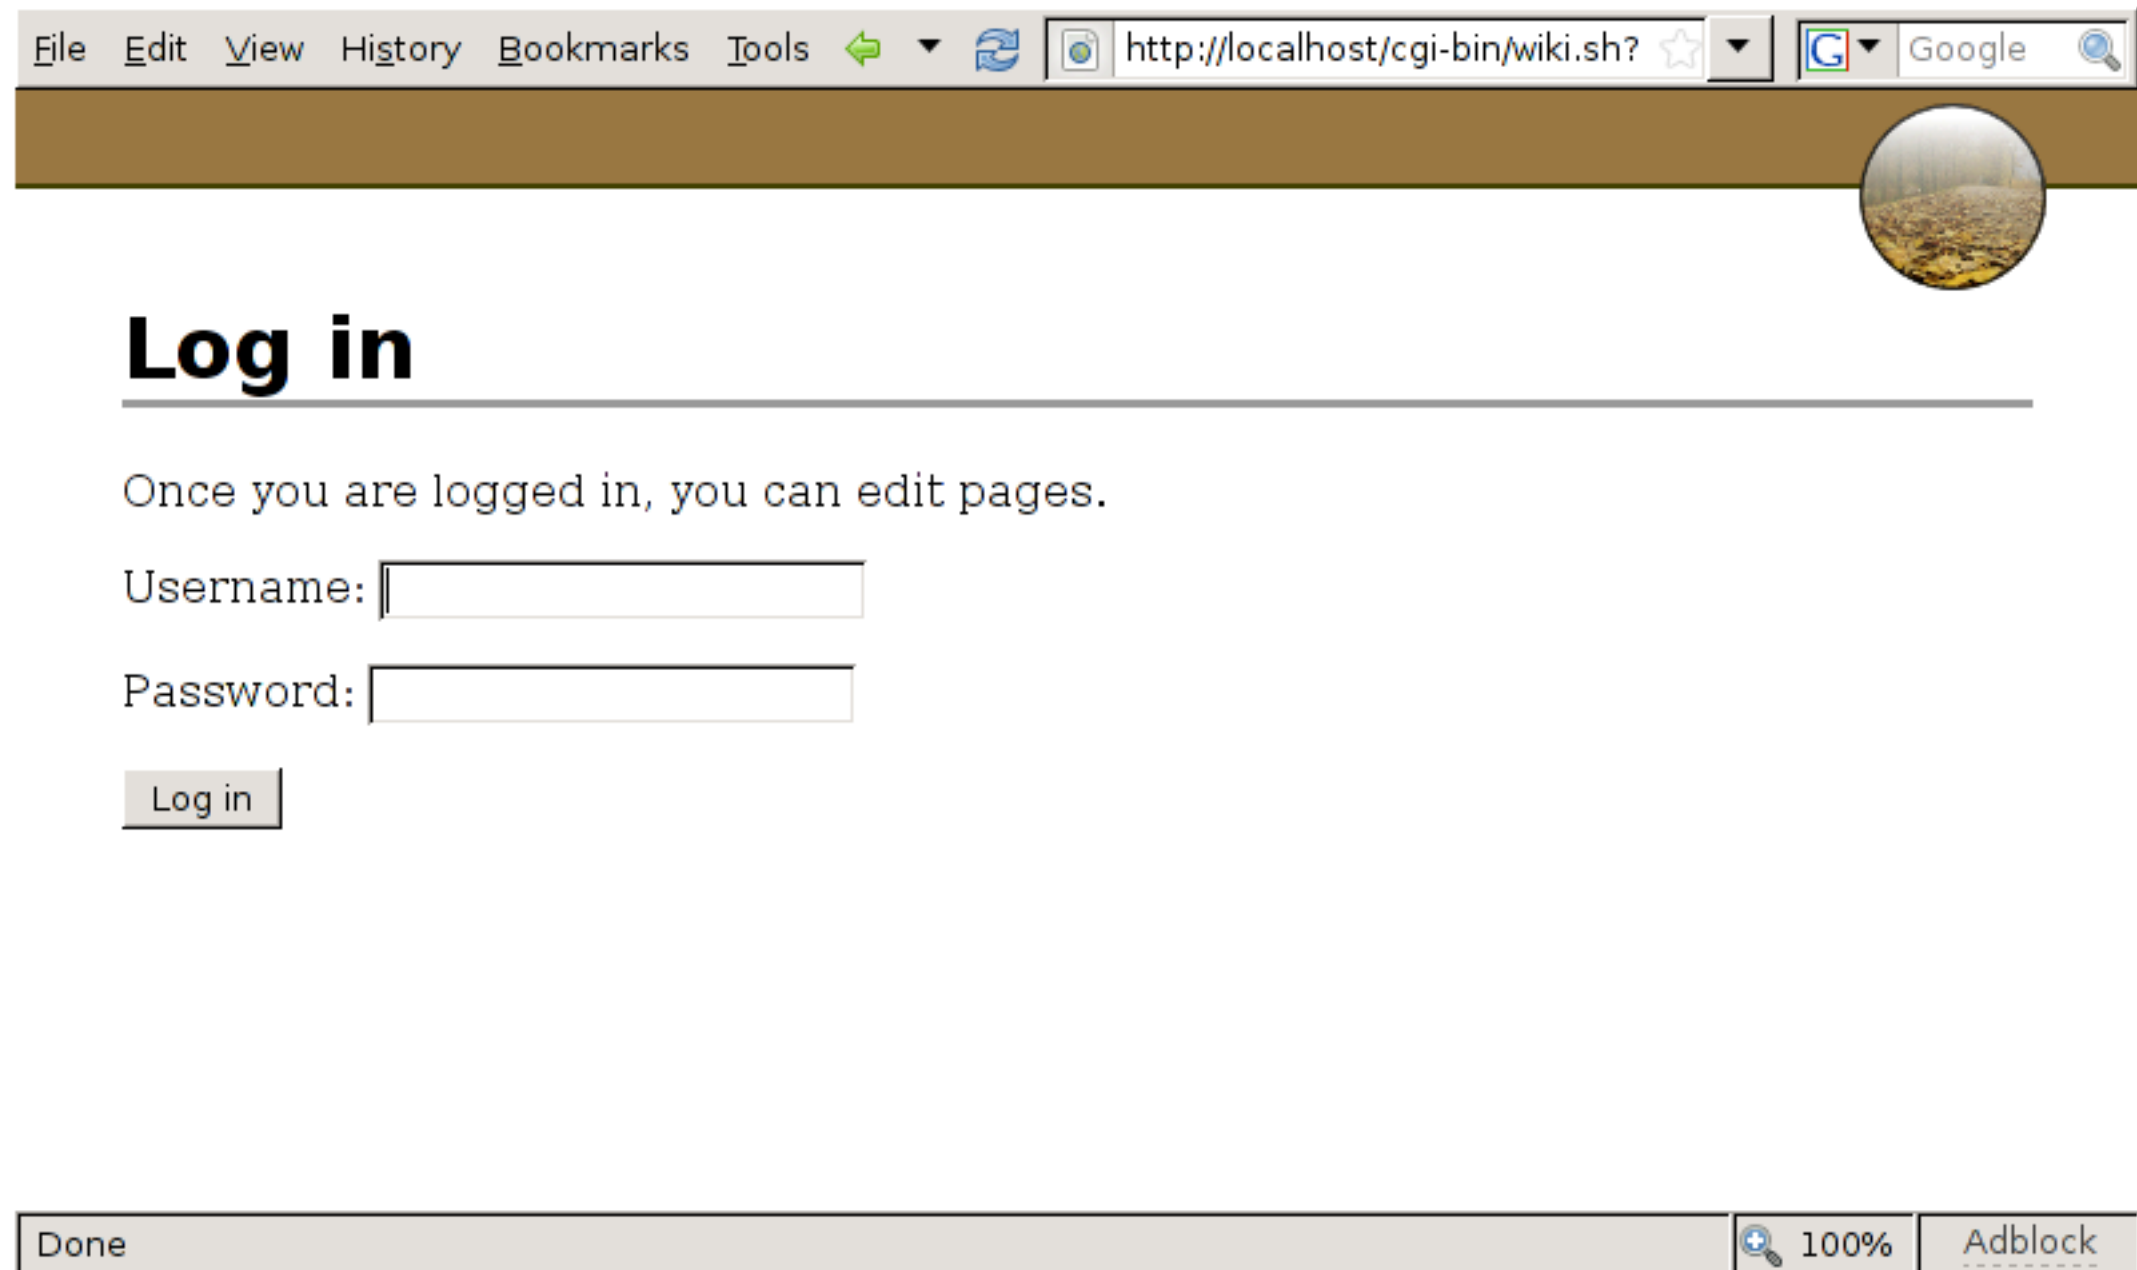 File Edit View History Bookmarks Tools http://localhost/cgi-bin/wiki.sh? G Google
Log in
Once you are logged in, you can edit pages.
Username:
Password:
Log in
Done 100% Adblock